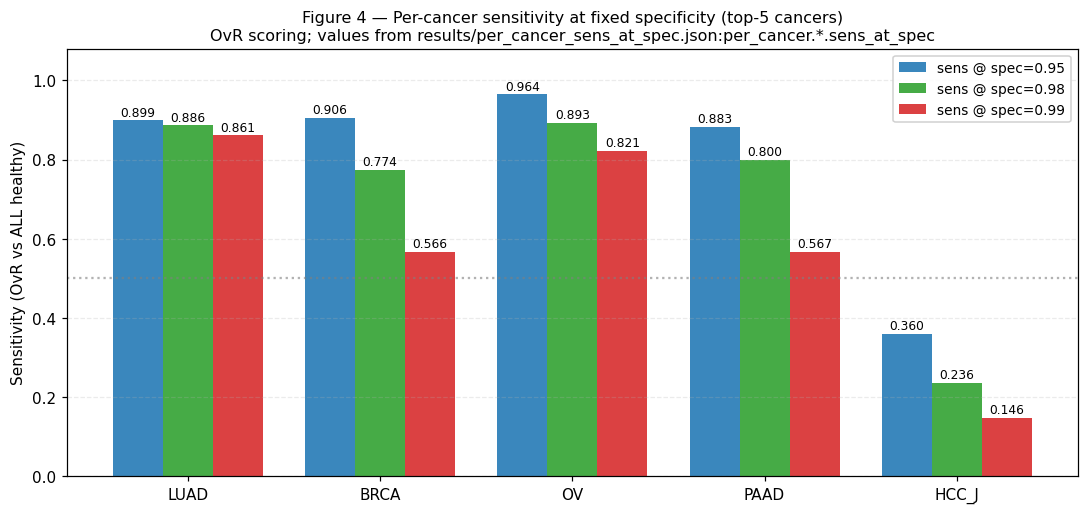 Figure 4 — Per-cancer sensitivity at fixed specificity (top-5 cancers)
OvR scoring; values from results/per_cancer_sens_at_spec.json:per_cancer.*.sens_at_spec
sens @ spec=0.95
sens @ spec=0.98
sens @ spec=0.99
Sensitivity (OvR vs ALL healthy)
1.0
0.8
0.6
0.4
0.2
0.0
0.899
0.886
0.861
0.906
0.774
0.566
0.964
0.893
0.821
0.883
0.800
0.567
0.360
0.236
0.146
LUAD
BRCA
OV
PAAD
HCC_J